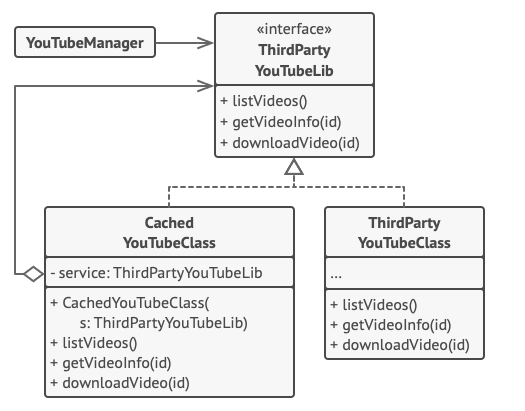 YouTubeManager
«interface»
ThirdParty
YouTubeLib
+ listVideos()
+ getVideoInfo(id)
+ downloadVideo(id)
Cached
YouTubeClass
- service: ThirdPartyYouTubeLib
+ CachedYouTubeClass(
s: ThirdPartyYouTubeLib)
+ listVideos()
+ getVideoInfo(id)
+ downloadVideo(id)
ThirdParty
YouTubeClass
...
+ listVideos()
+ getVideoInfo(id)
+ downloadVideo(id)